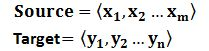 Source = ⟨x₁,x₂ ...xₘ⟩
Target= ⟨y₁,y₂ ...yₙ⟩